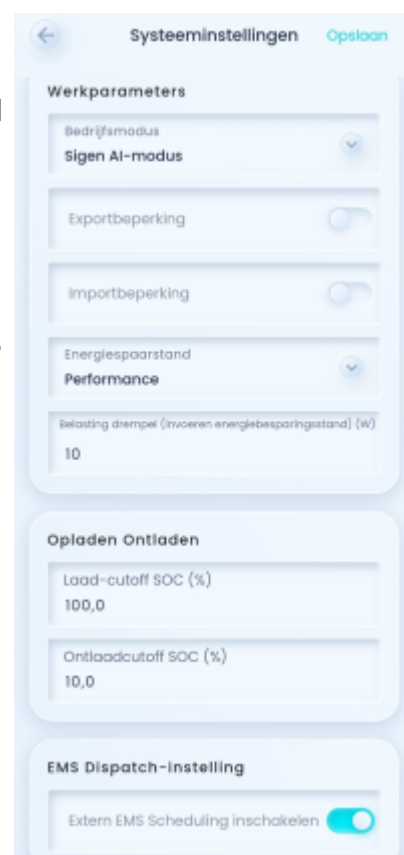 Systeeminstellingen Opslaan
Werkparameters
Bedrijfsmodus
Sigen AI-modus
Exportbeperking
Importbeperking
Energiespaarstand
Performance
Belasting drempel (invoeren energiebesparingsstand) (W)
10
Opladen Ontladen
Laad-cutoff SOC (%)
100,0
Ontlaadcutoff SOC (%)
10,0
EMS Dispatch-instelling
Extern EMS Scheduling inschakelen